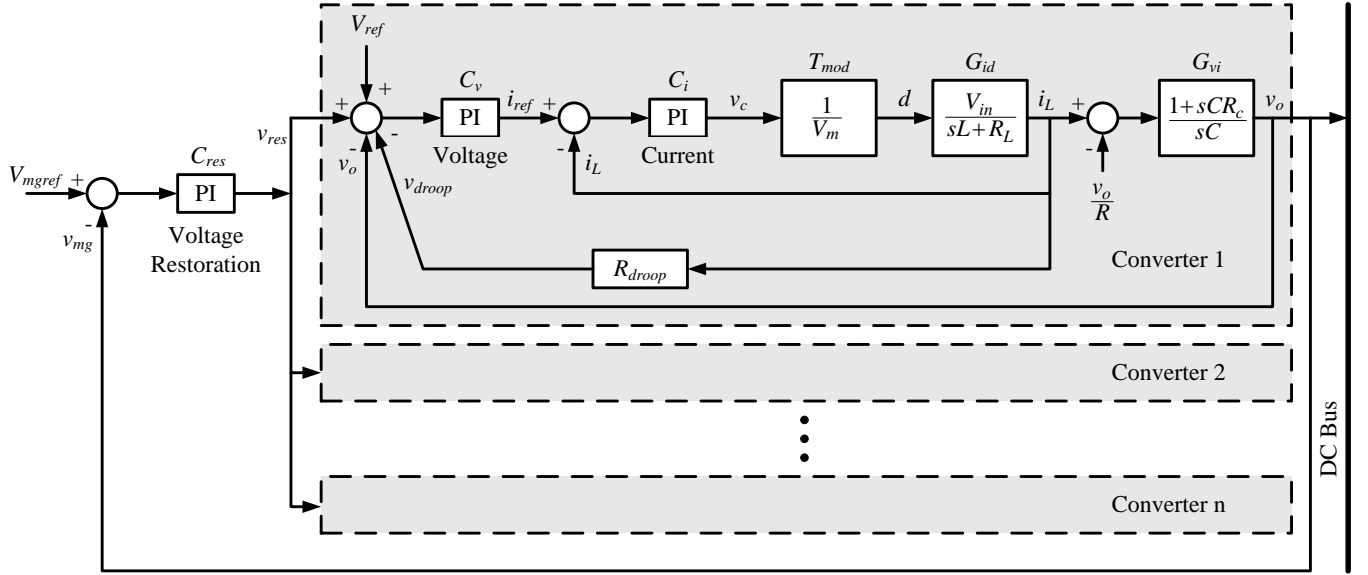 V_ref
T_mod
G_id
G_vi
C_v
C_i
+
+
-
-
PI
i_ref
+
-
PI
v_c
1
V_m
d
V_in
sL + R_L
i_L
+
-
1 + sCR_c
sC
v_o
v_res
v_o
Voltage
Current
i_L
C_res
v_droop
v_o
R
V_mgref
+
-
PI
v_mg
Voltage
Restoration
R_droop
Converter 1
Converter 2
Converter n
DC Bus